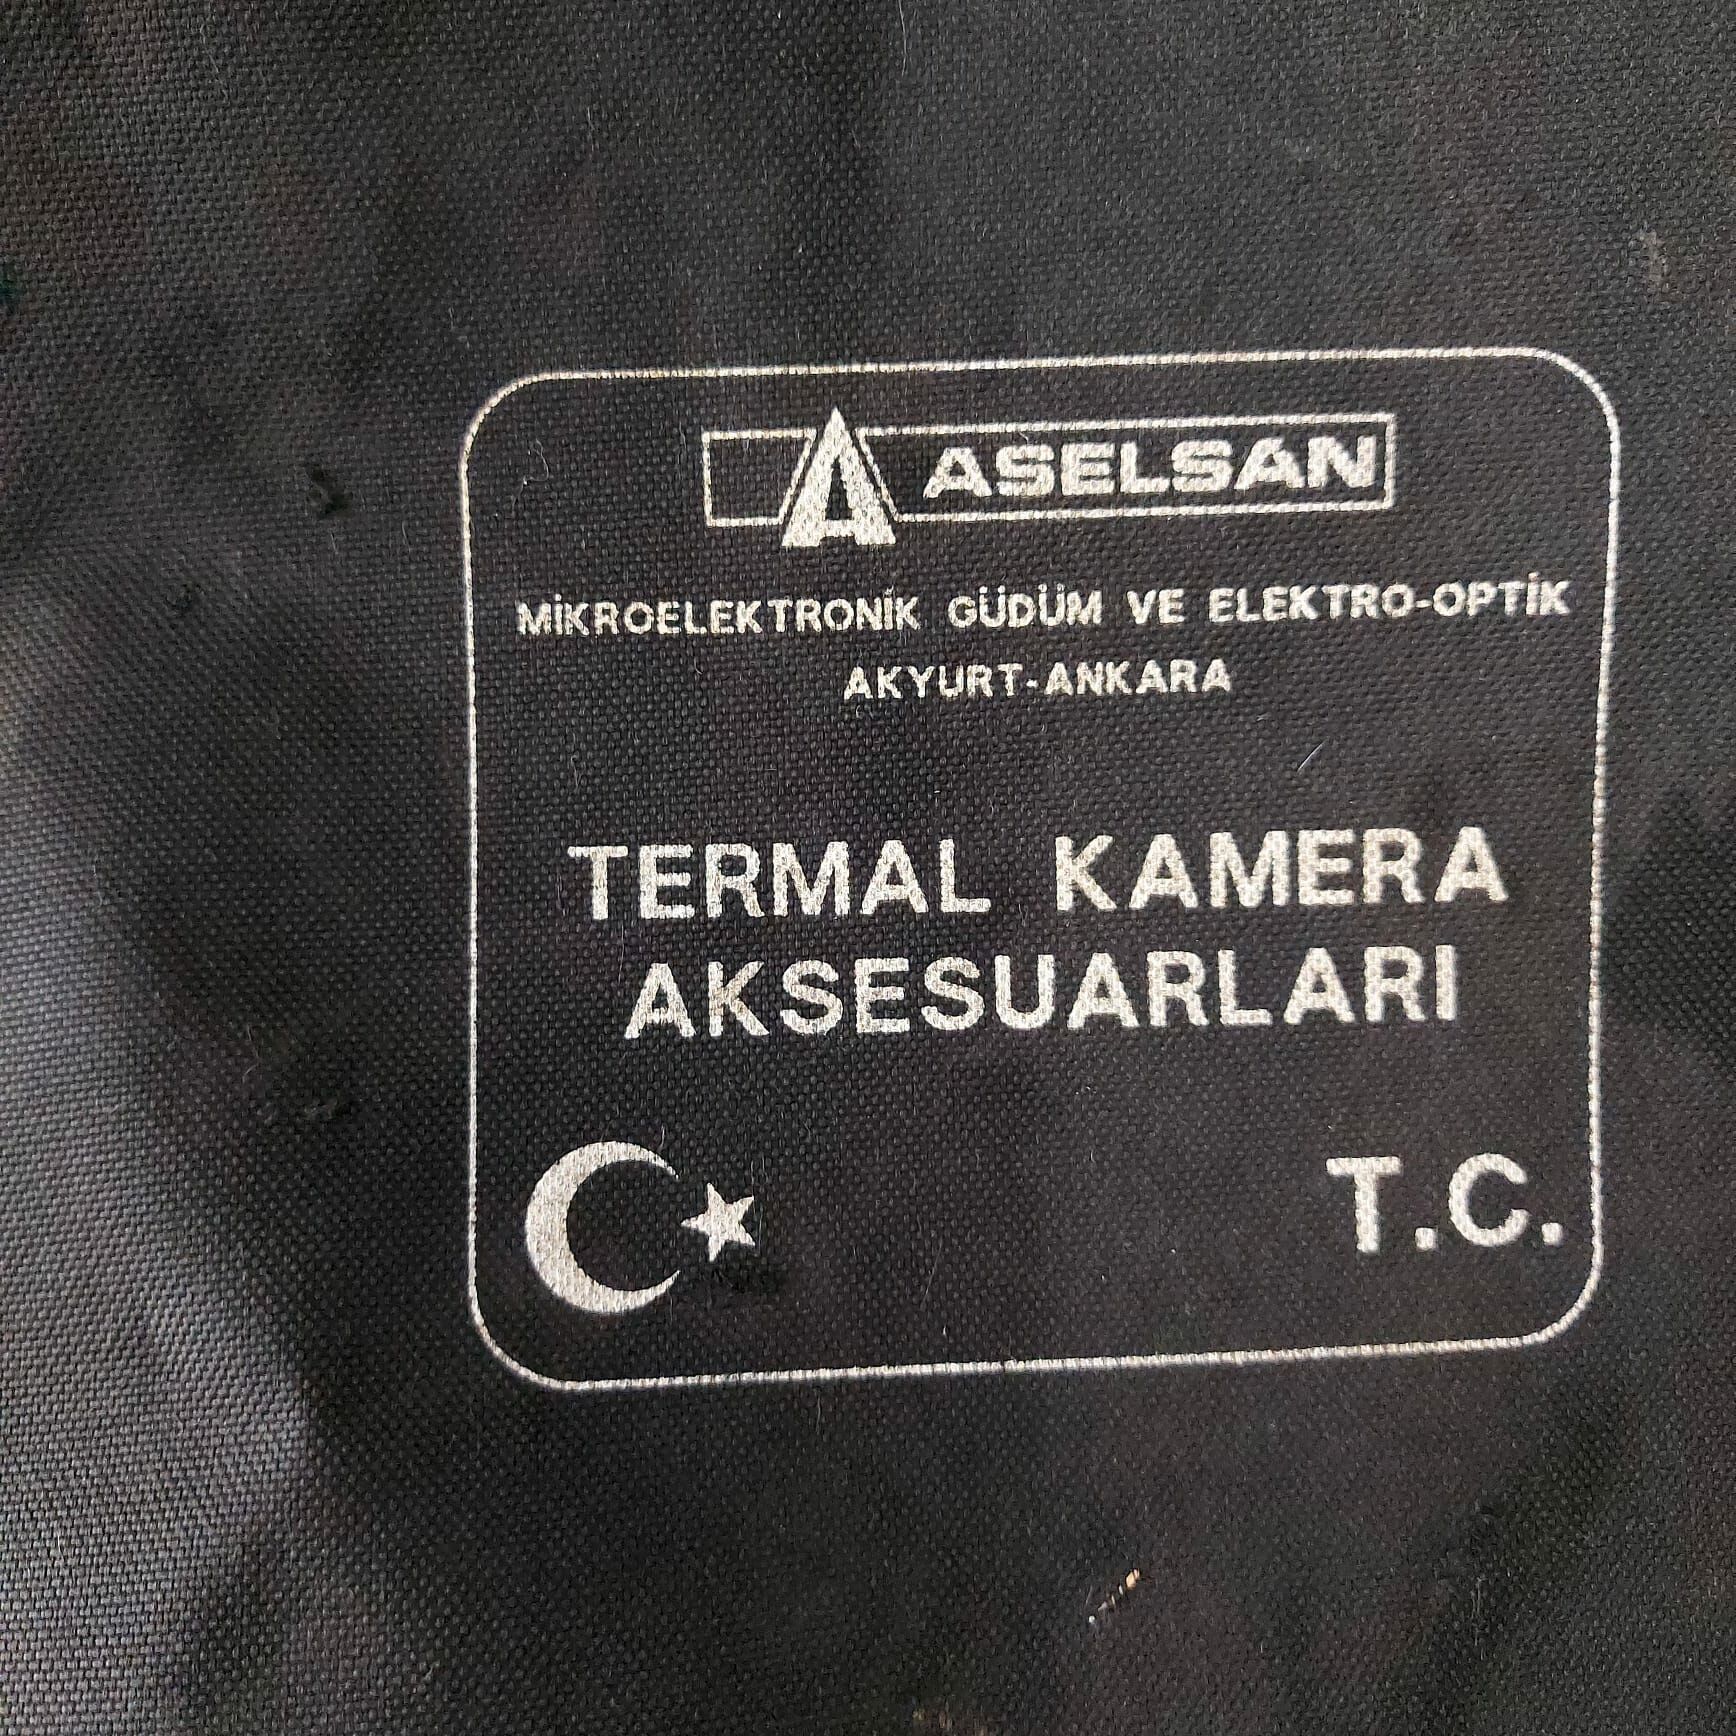 A ASELSAN
MİKROELEKTRONİK GÜDÜM VE ELEKTRO-OPTİK
AKYURT-ANKARA
TERMAL KAMERA
AKSESUARLARI
T.C.